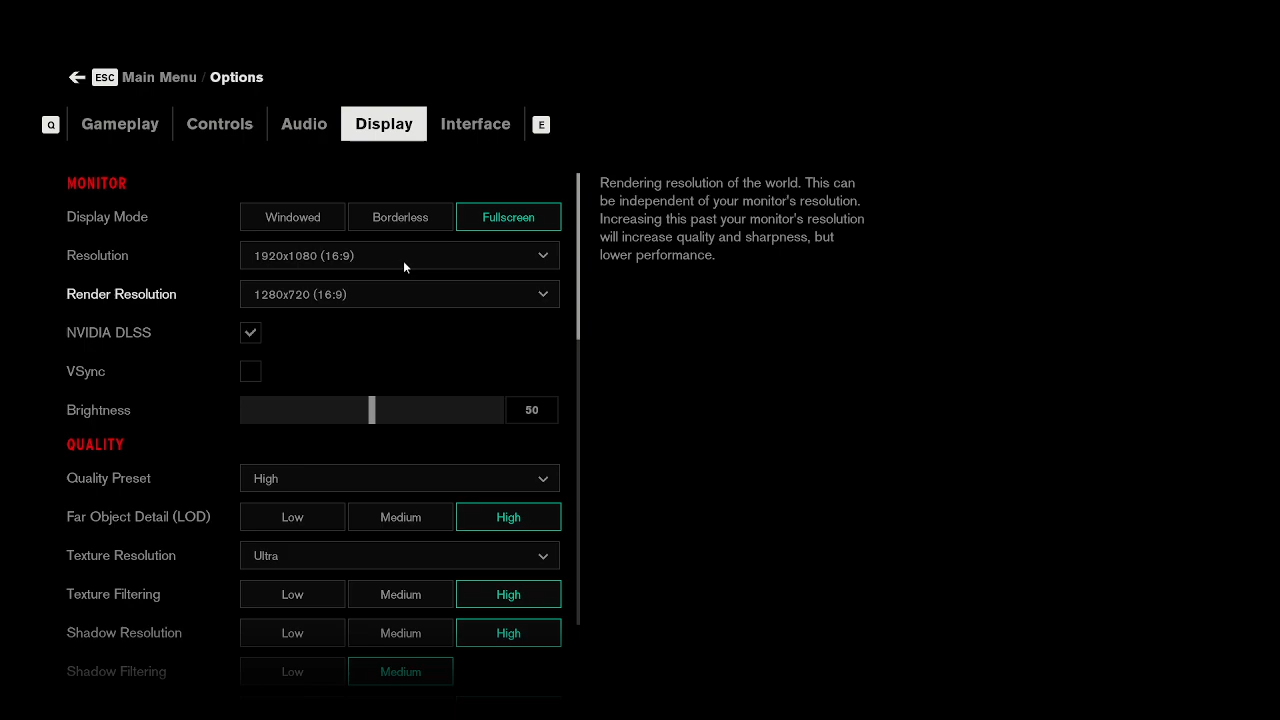 ESC Main Menu / Options
Q Gameplay Controls Audio Display Interface E
MONITOR
Display Mode Windowed Borderless Fullscreen
Resolution 1920x1080 (16:9)
Render Resolution 1280x720 (16:9)
NVIDIA DLSS
VSync
Brightness 50
QUALITY
Quality Preset High
Far Object Detail (LOD) Low Medium High
Texture Resolution Ultra
Texture Filtering Low Medium High
Shadow Resolution Low Medium High
Shadow Filtering Low Medium
Rendering resolution of the world. This can
be independent of your monitor's resolution.
Increasing this past your monitor's resolution
will increase quality and sharpness, but
lower performance.